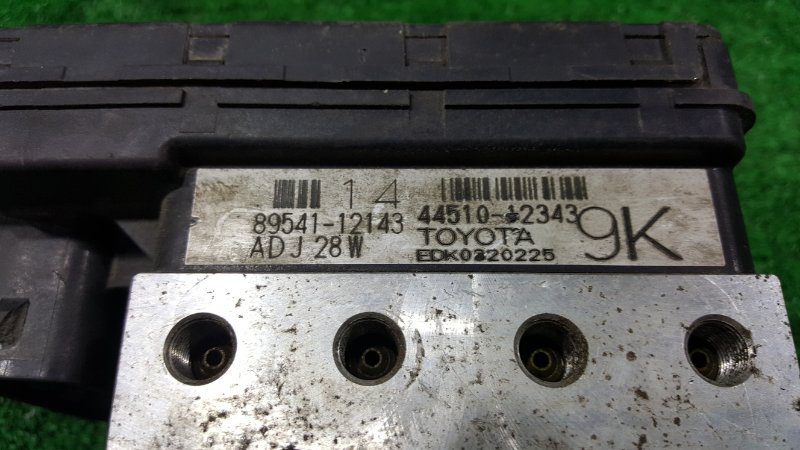 14
89541-12143
ADJ 28W
44510-12343
TOYOTA
EDK0320225
9K